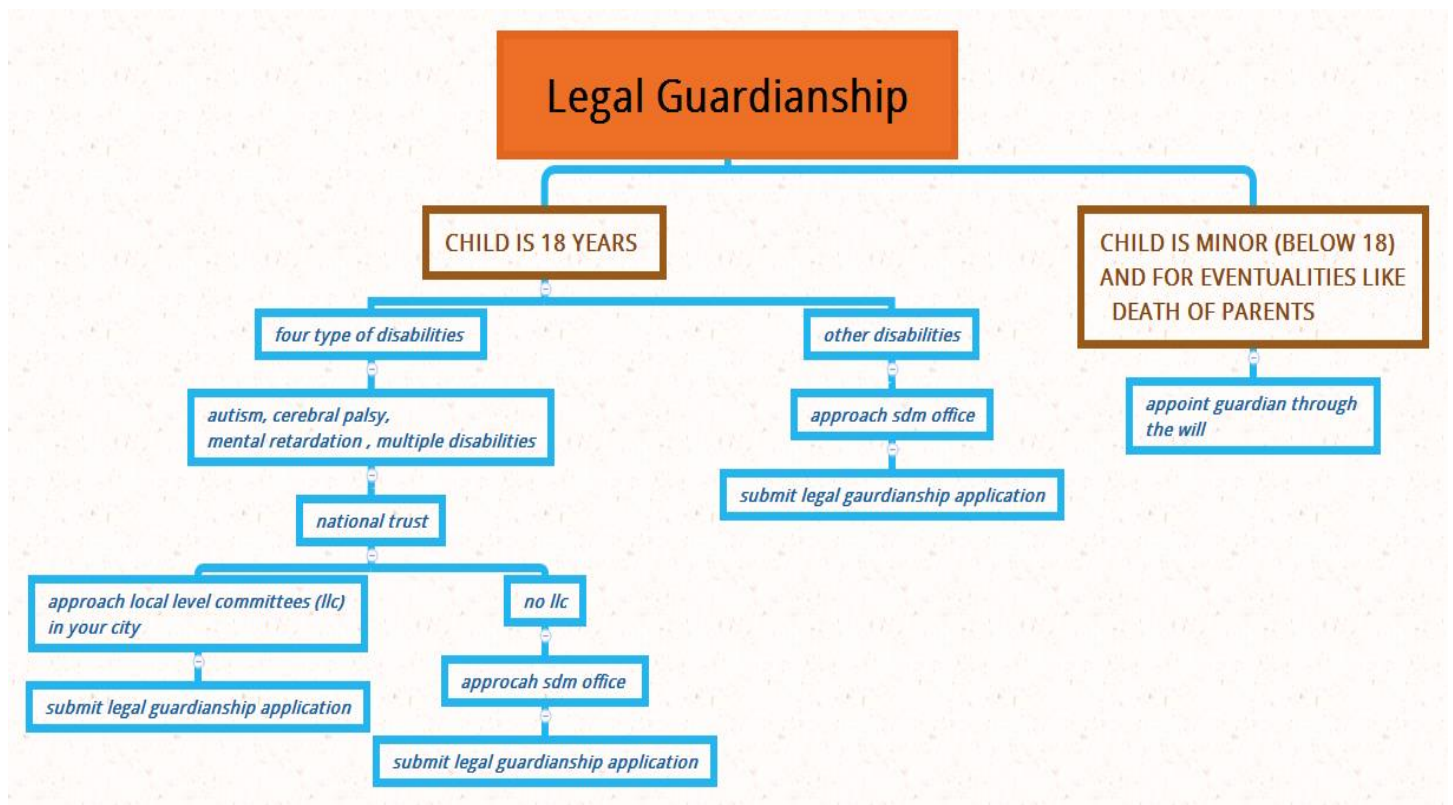 Legal Guardianship
CHILD IS 18 YEARS
CHILD IS MINOR (BELOW 18)
AND FOR EVENTUALITIES LIKE
DEATH OF PARENTS
four type of disabilities
other disabilities
appoint guardian through
the will
autism, cerebral palsy,
mental retardation , multiple disabilities
approach sdm office
submit legal gaurdianship application
national trust
approach local level committees (llc)
in your city
no llc
submit legal guardianship application
approcah sdm office
submit legal guardianship application